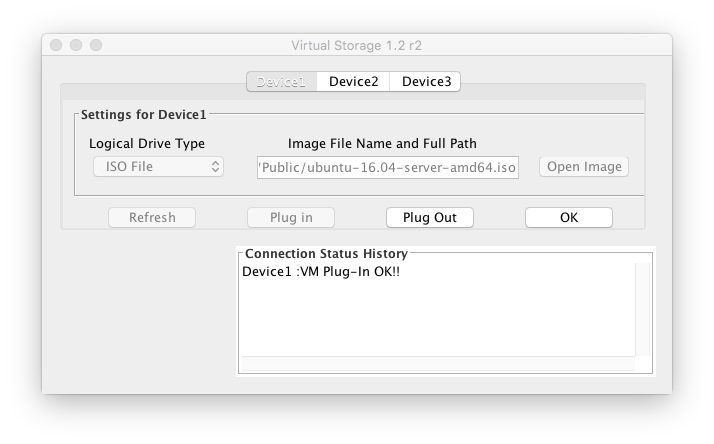 Virtual Storage 1.2 r2
Device1 Device2 Device3
Settings for Device1
Logical Drive Type Image File Name and Full Path
ISO File /Public/ubuntu-16.04-server-amd64.iso Open Image
Refresh Plug in Plug Out OK
Connection Status History
Device1 :VM Plug-In OK!!